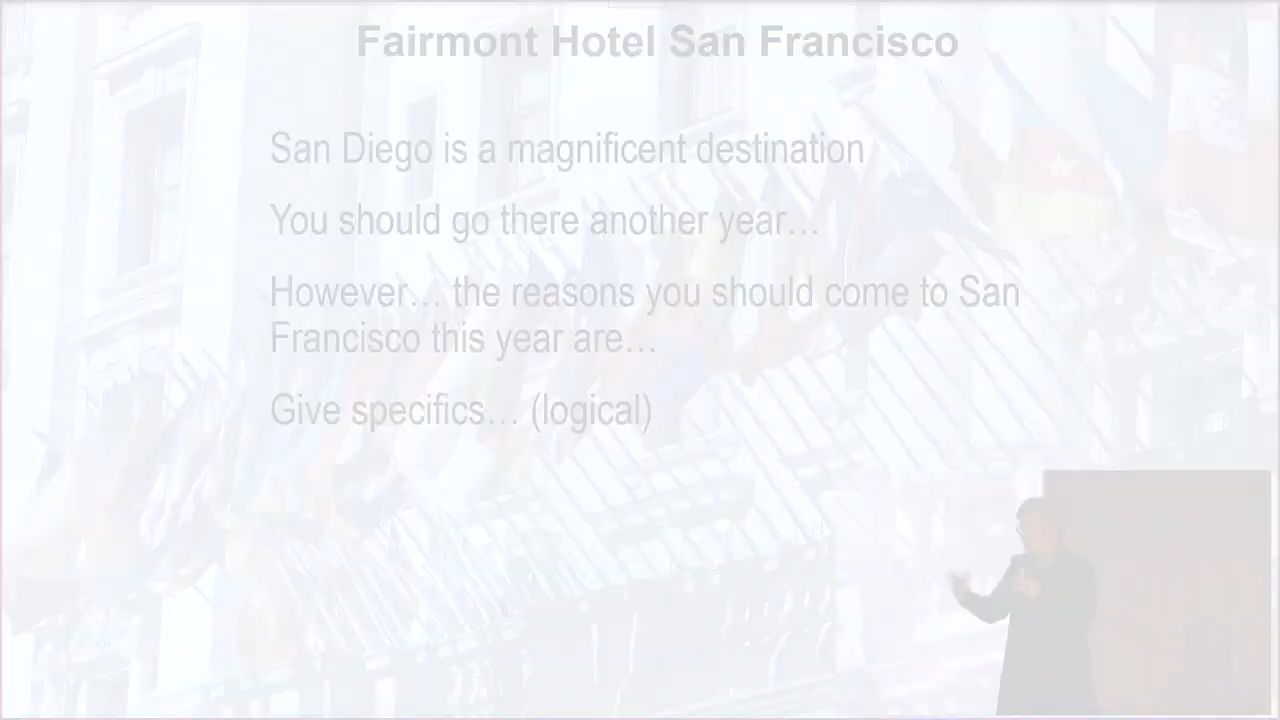 Fairmont Hotel San Francisco
San Diego is a magnificent destination
You should go there another year…
However… the reasons you should come to San
Francisco this year are…
Give specifics… (logical)